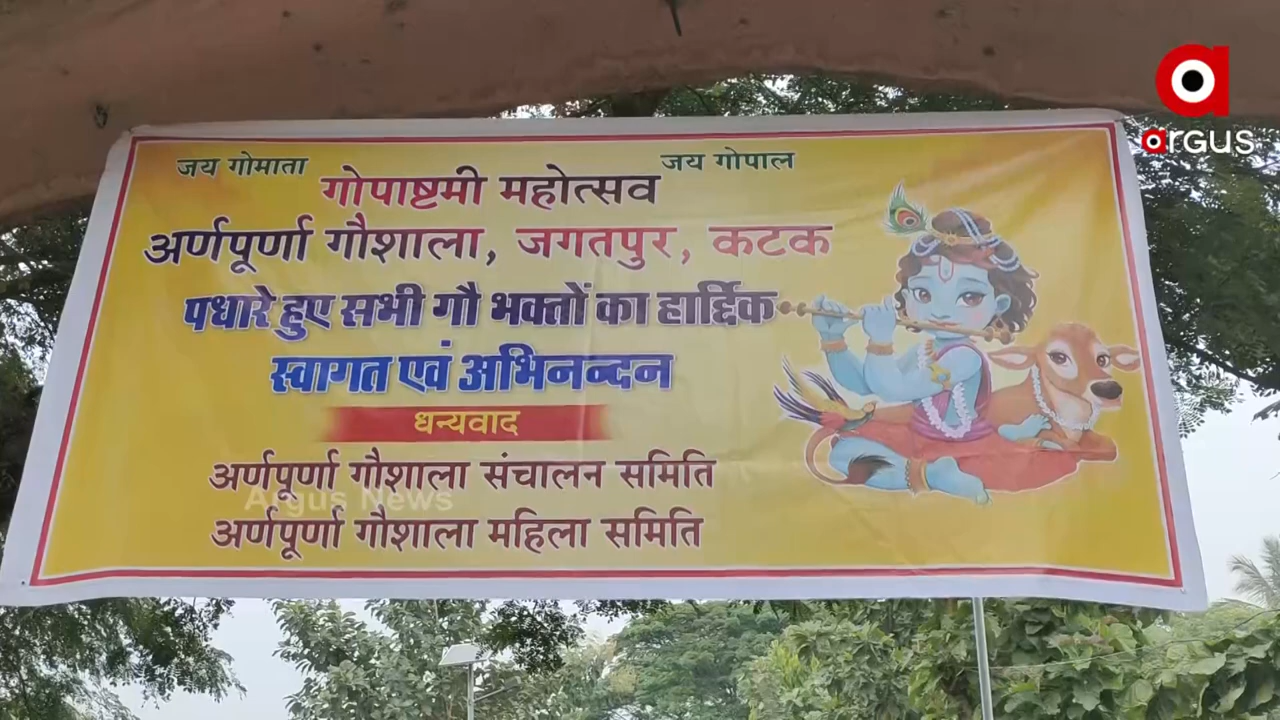 जय गोमाता
जय गोपाल
गोपाष्टमी महोत्सव
अर्णपूर्णा गौशाला, जगतपुर, कटक
पधारे हुए सभी गौ भक्तों का हार्द्दिक
स्वागत एवं अभिनन्दन
धन्यवाद
अर्णपूर्णा गौशाला संचालन समिति
अर्णपूर्णा गौशाला महिला समिति
Argus News
a
argus